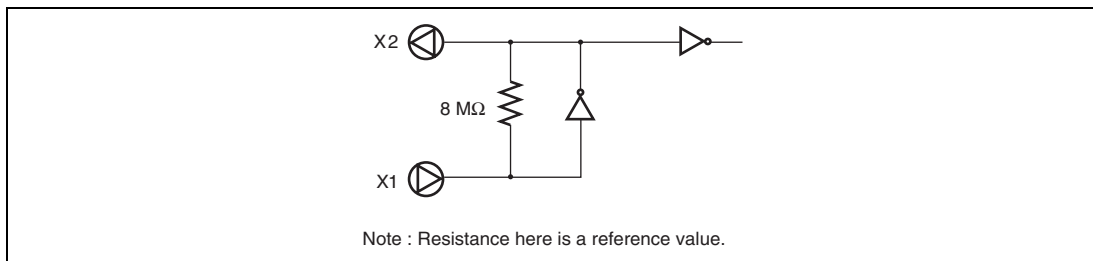 X2
8 MΩ
X1
Note : Resistance here is a reference value.